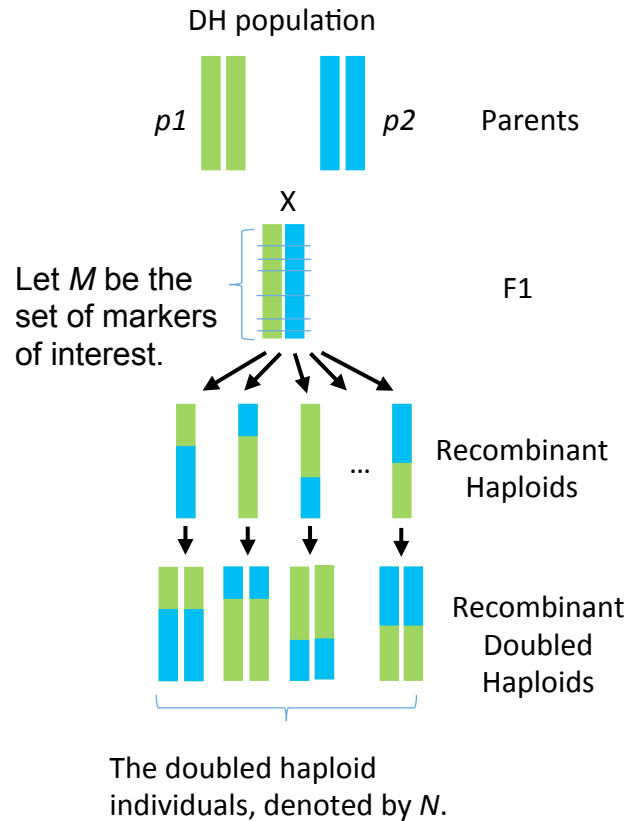 DH population
p1
p2
Parents
X
Let M be the
set of markers
of interest.
F1
...
Recombinant
Haploids
Recombinant
Doubled
Haploids
The doubled haploid
individuals, denoted by N.